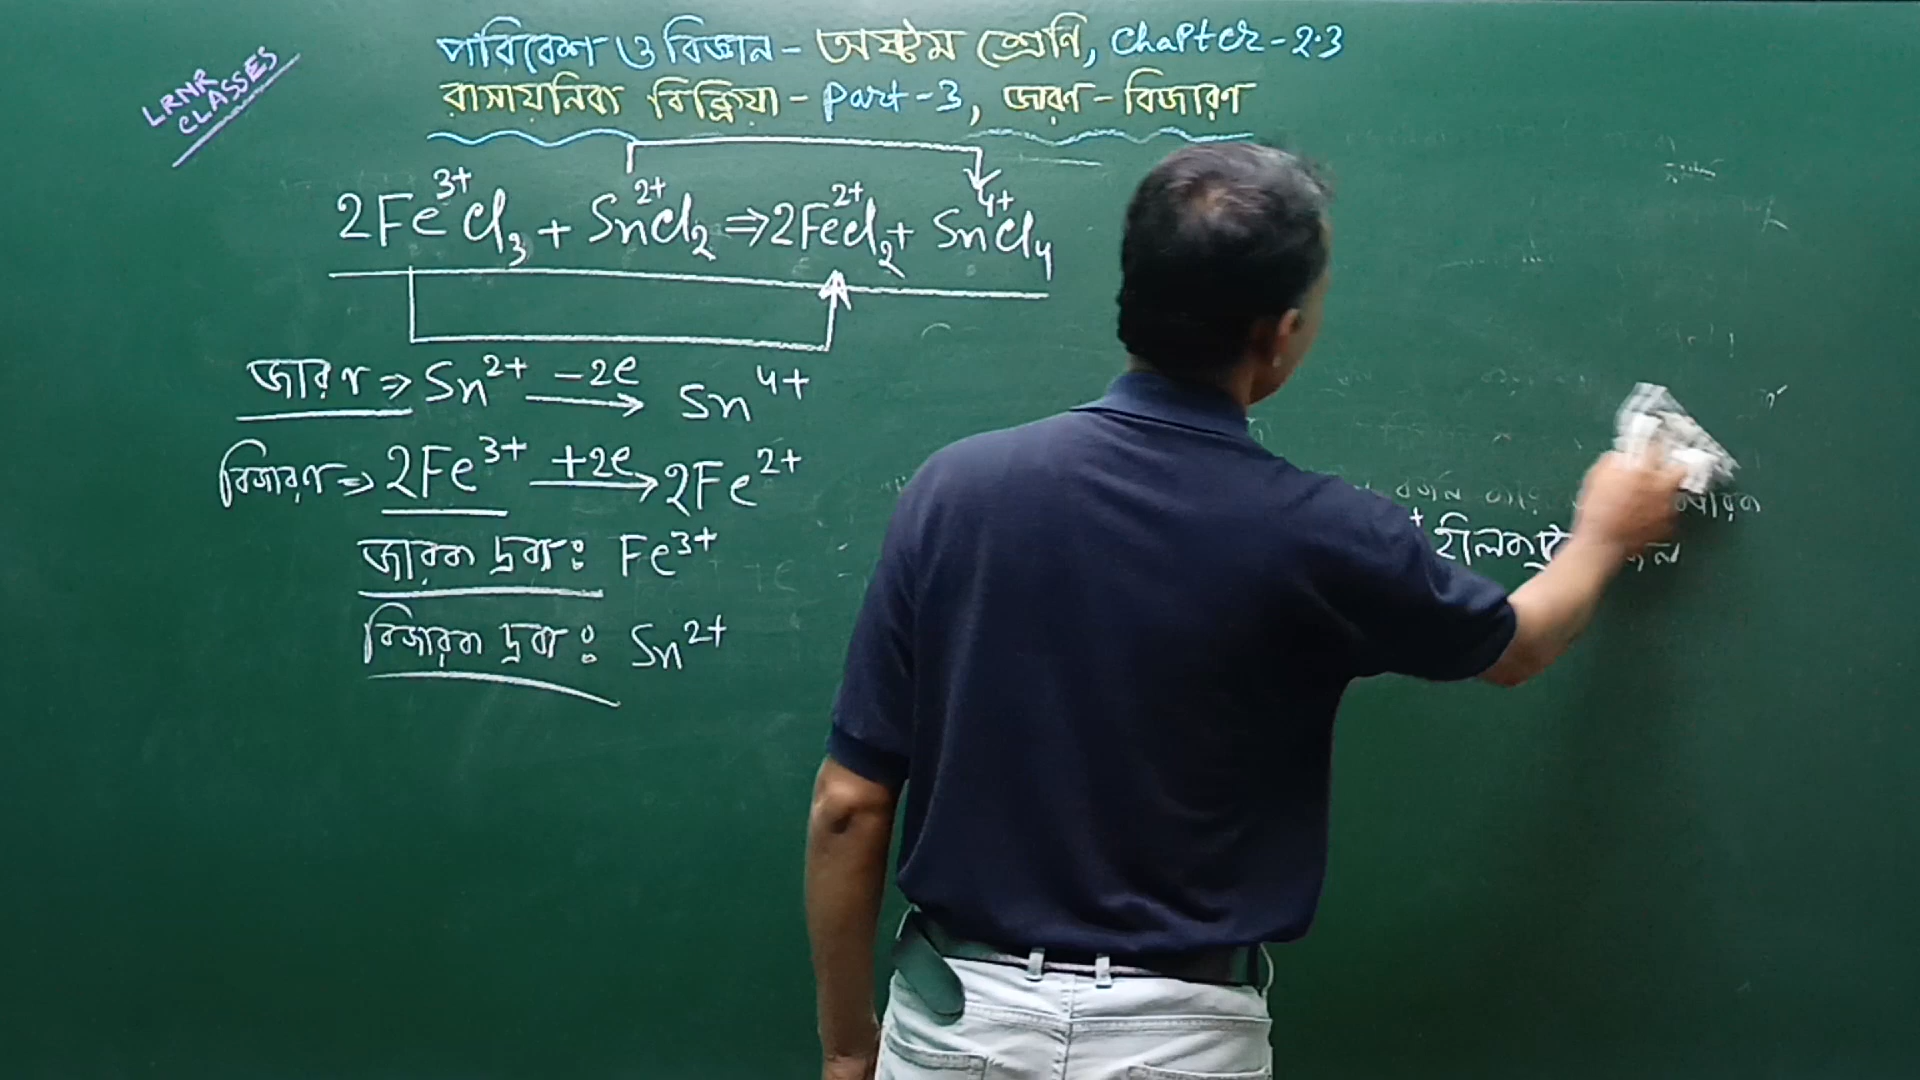 LRNR
CLASSES
পরিবেশ ও বিজ্ঞান - অষ্টম শ্রেণি, Chapter - 2.3
রাসায়নিক বিক্রিয়া - Part - 3, জারণ - বিজারণ
2Fe³⁺Cl₃ + Sn²⁺Cl₂ ⇒ 2Fe²⁺Cl₂ + Sn⁴⁺Cl₄
জারণ ⇒ Sn²⁺ —-2e→ Sn⁴⁺
বিজারণ ⇒ 2Fe³⁺ —+2e→ 2Fe²⁺
জারক দ্রব্য : Fe³⁺
বিজারক দ্রব্য : Sn²⁺